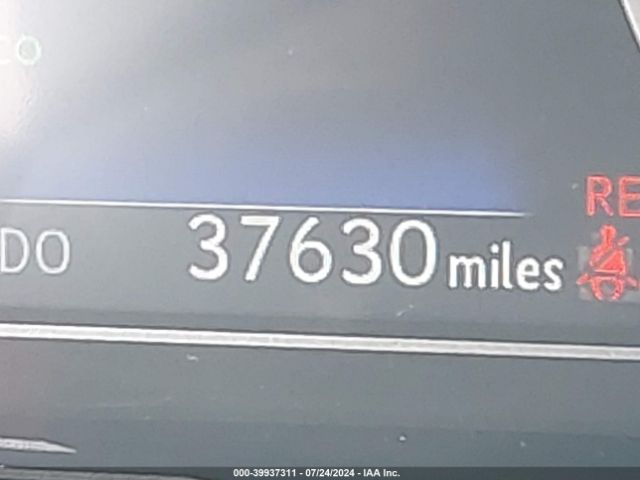 RE
DO 37630 miles
000-39937311 - 07/24/2024 - IAA Inc.